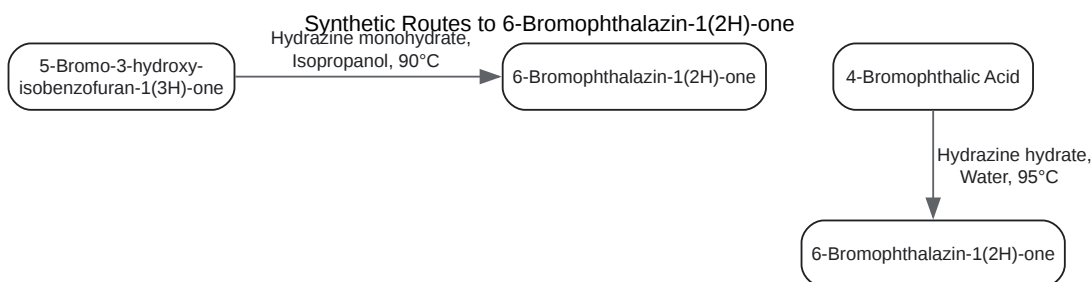 Synthetic Routes to 6-Bromophthalazin-1(2H)-one
5-Bromo-3-hydroxy-
isobenzofuran-1(3H)-one
Hydrazine monohydrate,
Isopropanol, 90°C
6-Bromophthalazin-1(2H)-one
4-Bromophthalic Acid
Hydrazine hydrate,
Water, 95°C
6-Bromophthalazin-1(2H)-one